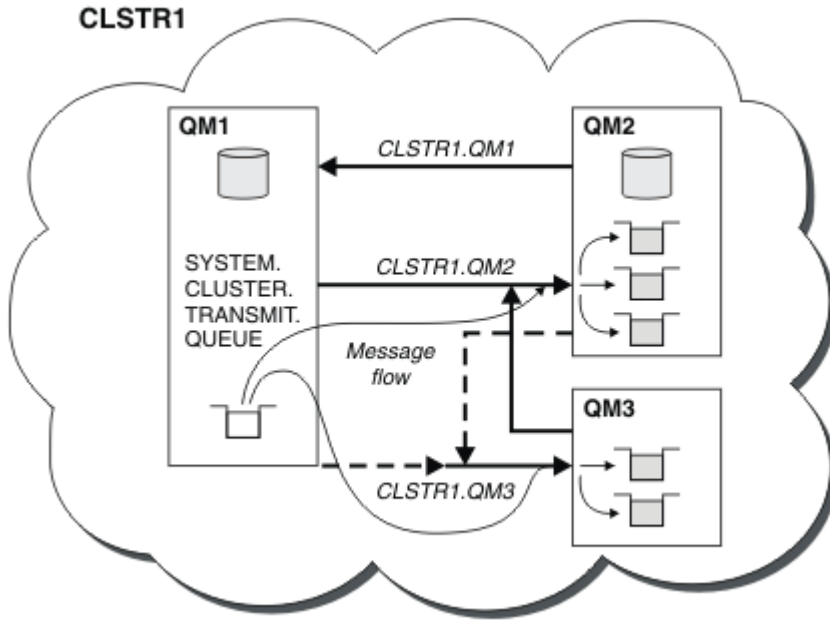 CLSTR1
QM1
QM2
CLSTR1.QM1
SYSTEM.
CLUSTER.
TRANSMIT.
QUEUE
CLSTR1.QM2
Message
flow
QM3
CLSTR1.QM3